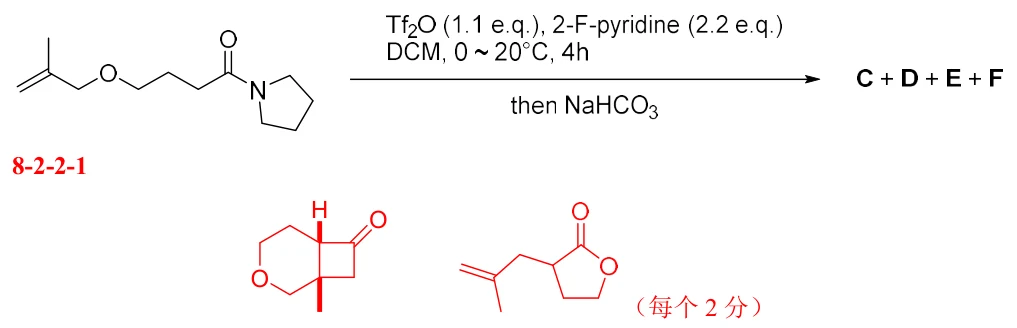 Tf₂O (1.1 e.q.), 2-F-pyridine (2.2 e.q.)
DCM, 0 ~ 20°C, 4h
O
O
N
C + D + E + F
then NaHCO₃
8-2-2-1
H
O
O
O
O
(每个 2 分)